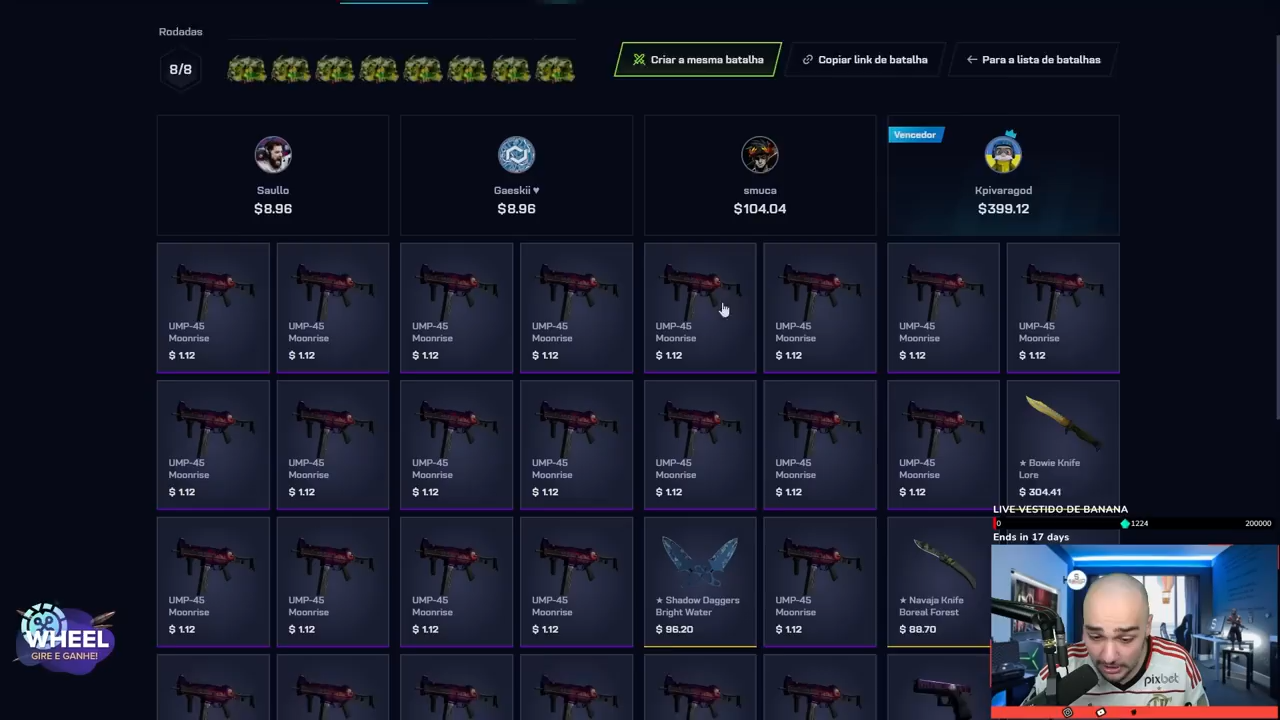 Rodadas
8/8
Criar a mesma batalha
Copiar link de batalha
Para a lista de batalhas
Saullo
$8.96
Gaeskii ♥
$8.96
smuca
$104.04
Vencedor
Kpivaragod
$399.12
UMP-45
Moonrise
$ 1.12
UMP-45
Moonrise
$ 1.12
UMP-45
Moonrise
$ 1.12
UMP-45
Moonrise
$ 1.12
UMP-45
Moonrise
$ 1.12
UMP-45
Moonrise
$ 1.12
UMP-45
Moonrise
$ 1.12
UMP-45
Moonrise
$ 1.12
UMP-45
Moonrise
$ 1.12
UMP-45
Moonrise
$ 1.12
UMP-45
Moonrise
$ 1.12
UMP-45
Moonrise
$ 1.12
UMP-45
Moonrise
$ 1.12
UMP-45
Moonrise
$ 1.12
UMP-45
Moonrise
$ 1.12
★ Bowie Knife
Lore
$ 304.41
UMP-45
Moonrise
$ 1.12
UMP-45
Moonrise
$ 1.12
UMP-45
Moonrise
$ 1.12
UMP-45
Moonrise
$ 1.12
★ Shadow Daggers
Bright Water
$ 96.20
UMP-45
Moonrise
$ 1.12
★ Navaja Knife
Boreal Forest
$ 88.70
LIVE VESTIDO DE BANANA
0
1224
200000
Ends in 17 days
WHEEL
GIRE E GANHE!
pixbet